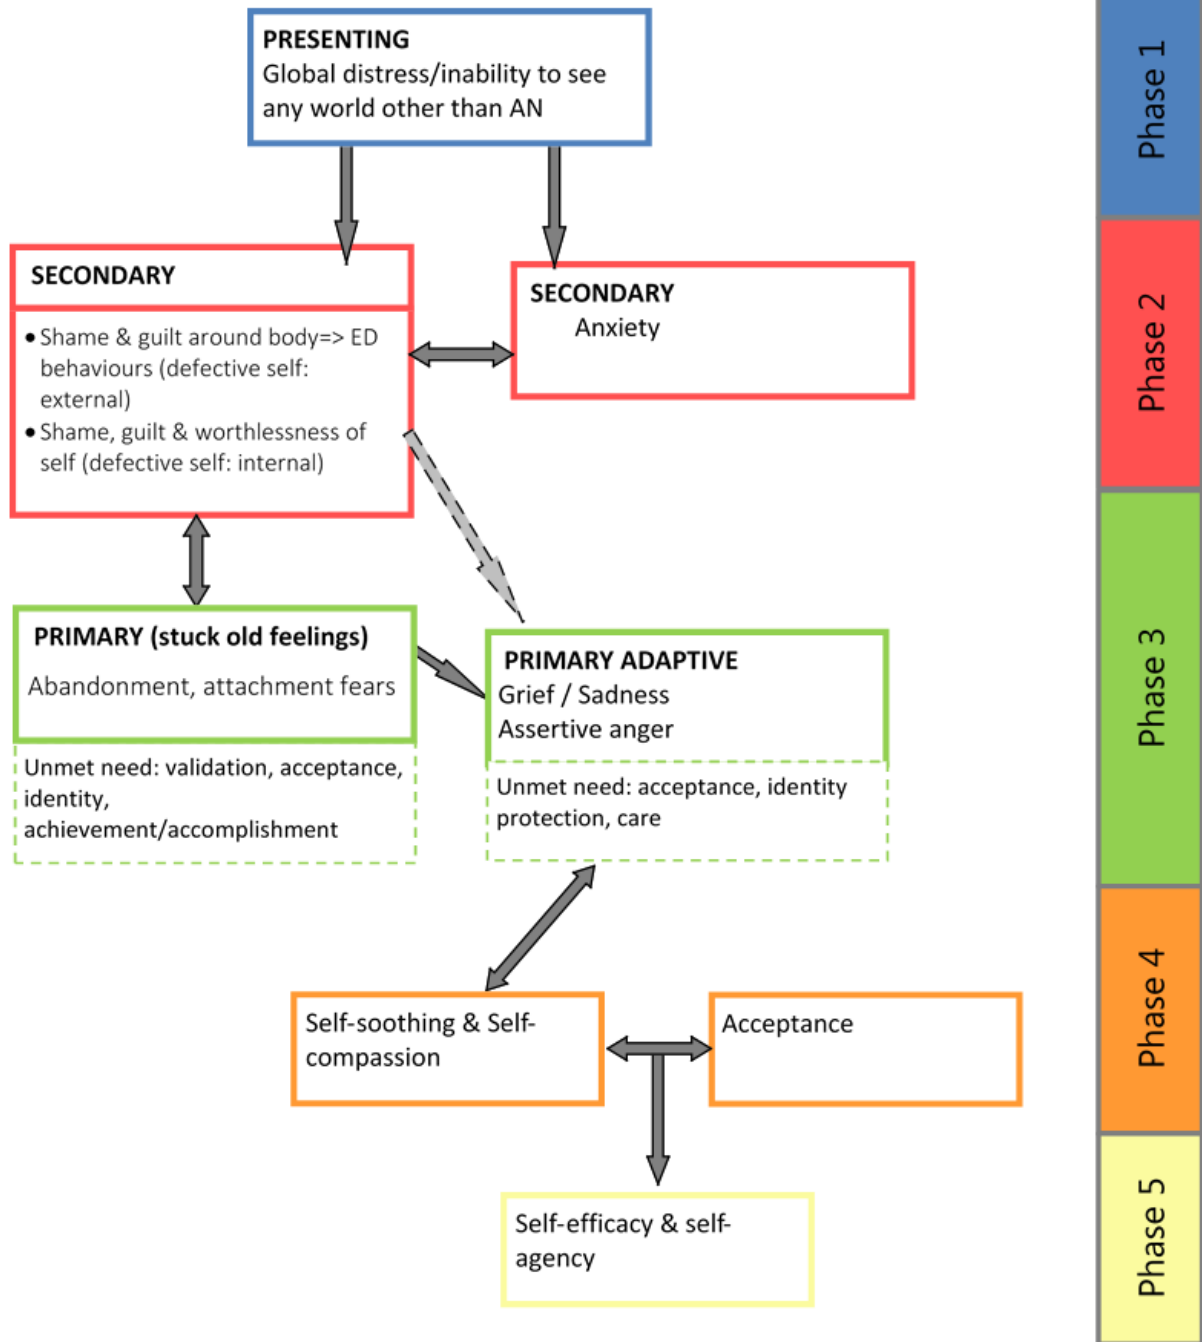 PRESENTING
Global distress/inability to see
any world other than AN
Phase 1
SECONDARY
• Shame & guilt around body=> ED
behaviours (defective self:
external)
• Shame, guilt & worthlessness of
self (defective self: internal)
SECONDARY
Anxiety
Phase 2
PRIMARY (stuck old feelings)
Abandonment, attachment fears
Unmet need: validation, acceptance,
identity,
achievement/accomplishment
PRIMARY ADAPTIVE
Grief / Sadness
Assertive anger
Unmet need: acceptance, identity
protection, care
Phase 3
Self-soothing & Self-
compassion
Acceptance
Phase 4
Self-efficacy & self-
agency
Phase 5